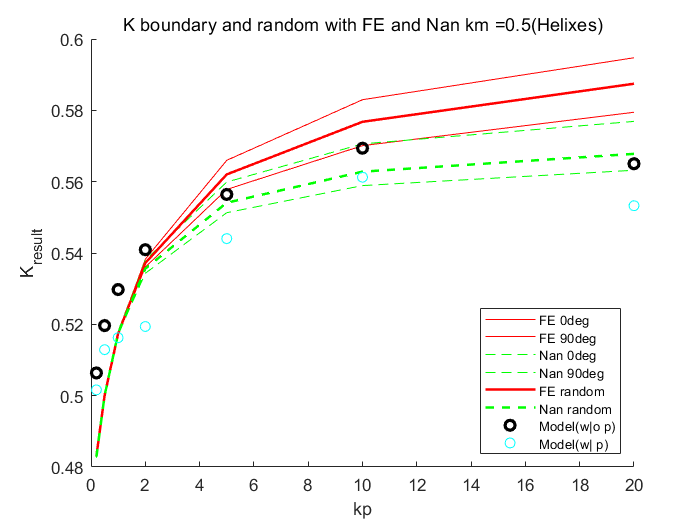 K boundary and random with FE and Nan km =0.5(Helixes)
0.6
0.58
0.56
0.54
0.52
0.5
0.48
K_result
0 2 4 6 8 10 12 14 16 18 20
kp
FE 0deg
FE 90deg
Nan 0deg
Nan 90deg
FE random
Nan random
Model(w|o p)
Model(w| p)